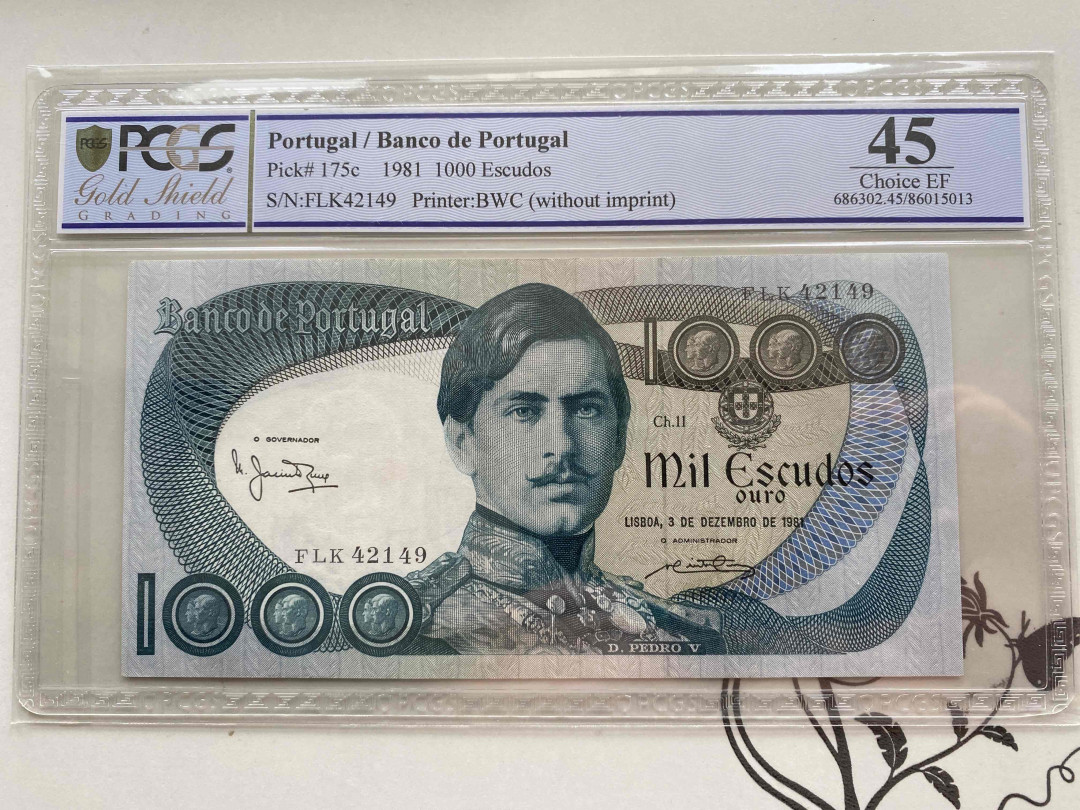 PCGS
PCGS
Gold Shield
GRADING
Portugal / Banco de Portugal
Pick# 175c 1981 1000 Escudos
S/N:FLK42149 Printer:BWC (without imprint)
45
Choice EF
686302.45/86015013
Banco de Portugal
FLK 42149
1000
Ch.11
O GOVERNADOR
Mil Escudos
ouro
LISBOA, 3 DE DEZEMBRO DE 1981
O ADMINISTRADOR
FLK 42149
1000
D. PEDRO V